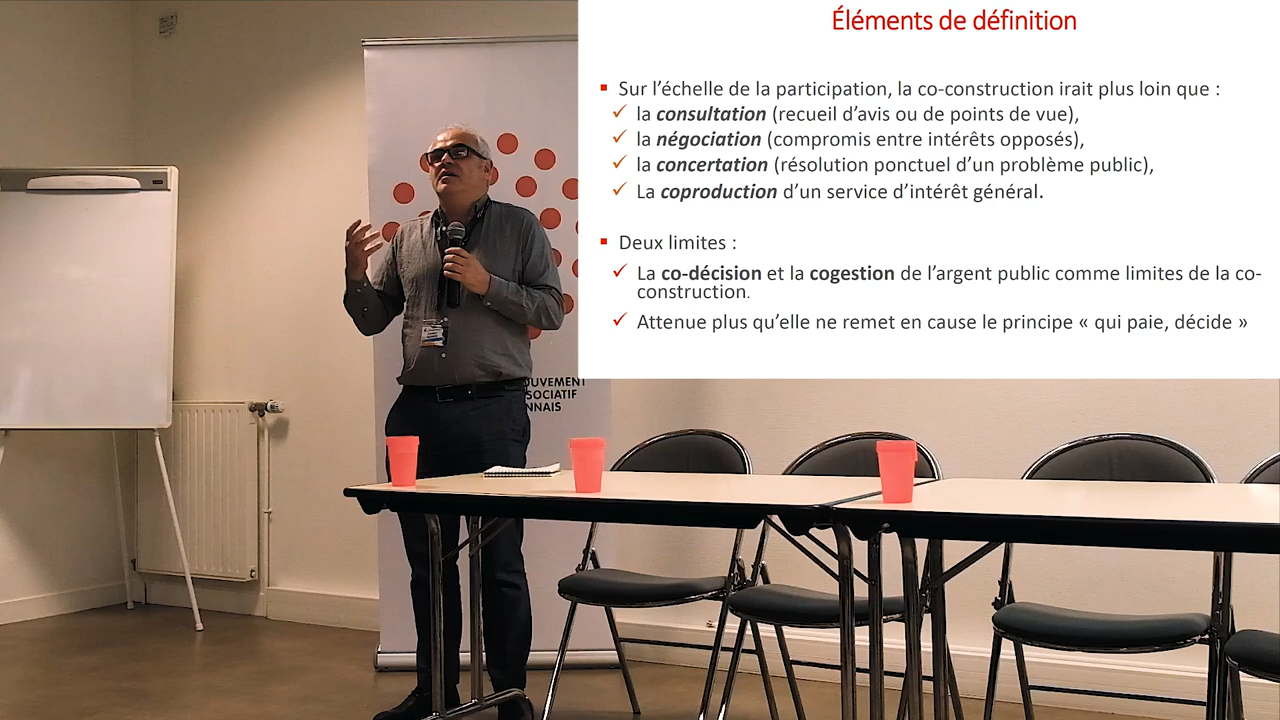 Éléments de définition
Sur l'échelle de la participation, la co-construction irait plus loin que :
la consultation (recueil d'avis ou de points de vue),
la négociation (compromis entre intérêts opposés),
la concertation (résolution ponctuel d'un problème public),
La coproduction d'un service d'intérêt général.
Deux limites :
La co-décision et la cogestion de l'argent public comme limites de la co-
construction.
Attenue plus qu'elle ne remet en cause le principe « qui paie, décide »
OUVEMENT
SOCIATIF
NNAIS